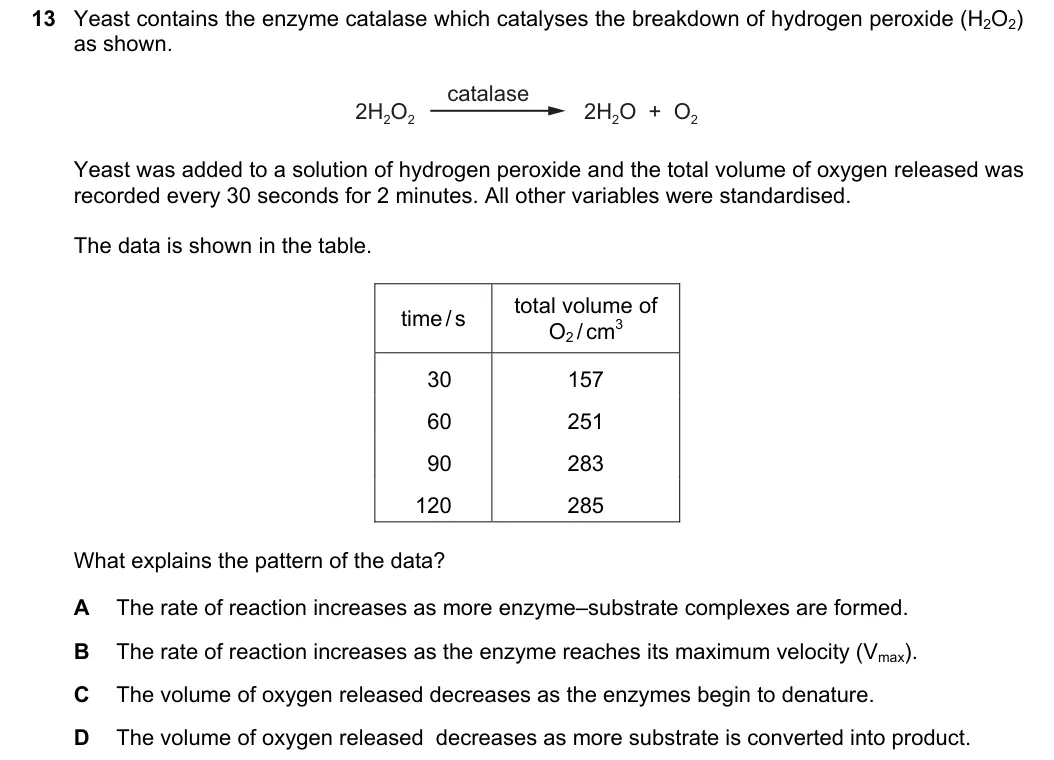 13 Yeast contains the enzyme catalase which catalyses the breakdown of hydrogen peroxide (H₂O₂)
as shown.
catalase
2H₂O₂ ⟶ 2H₂O + O₂
Yeast was added to a solution of hydrogen peroxide and the total volume of oxygen released was
recorded every 30 seconds for 2 minutes. All other variables were standardised.
The data is shown in the table.
time / s
total volume of
O₂ / cm³
30 157
60 251
90 283
120 285
What explains the pattern of the data?
A The rate of reaction increases as more enzyme–substrate complexes are formed.
B The rate of reaction increases as the enzyme reaches its maximum velocity (Vmax).
C The volume of oxygen released decreases as the enzymes begin to denature.
D The volume of oxygen released decreases as more substrate is converted into product.